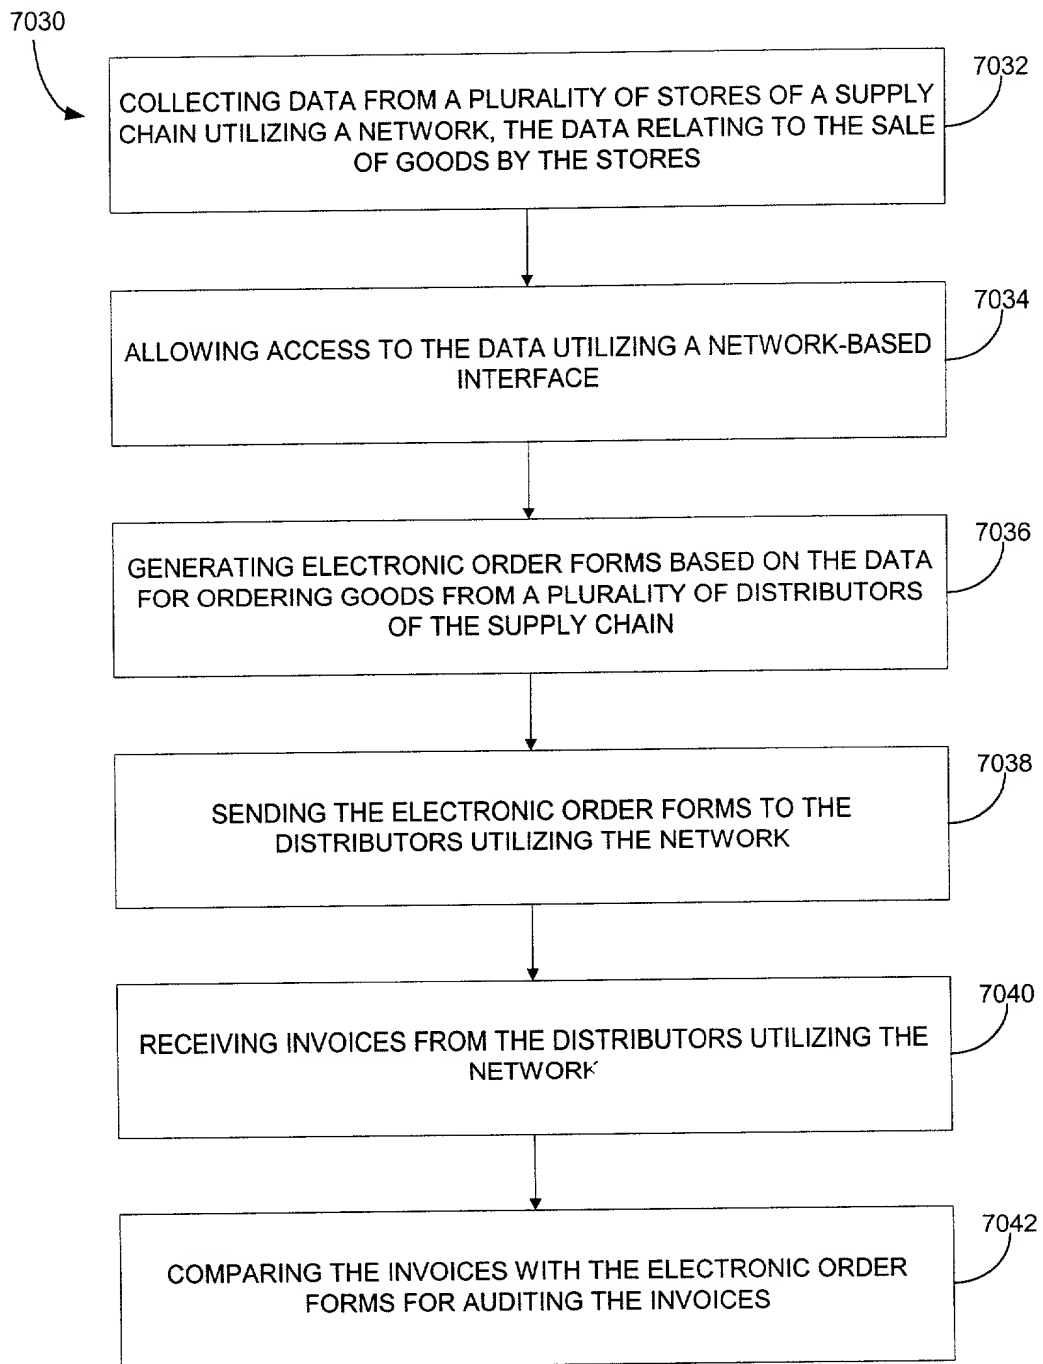 7030
7032
COLLECTING DATA FROM A PLURALITY OF STORES OF A SUPPLY
CHAIN UTILIZING A NETWORK, THE DATA RELATING TO THE SALE
OF GOODS BY THE STORES
7034
ALLOWING ACCESS TO THE DATA UTILIZING A NETWORK-BASED
INTERFACE
7036
GENERATING ELECTRONIC ORDER FORMS BASED ON THE DATA
FOR ORDERING GOODS FROM A PLURALITY OF DISTRIBUTORS
OF THE SUPPLY CHAIN
7038
SENDING THE ELECTRONIC ORDER FORMS TO THE
DISTRIBUTORS UTILIZING THE NETWORK
7040
RECEIVING INVOICES FROM THE DISTRIBUTORS UTILIZING THE
NETWORK
7042
COMPARING THE INVOICES WITH THE ELECTRONIC ORDER
FORMS FOR AUDITING THE INVOICES